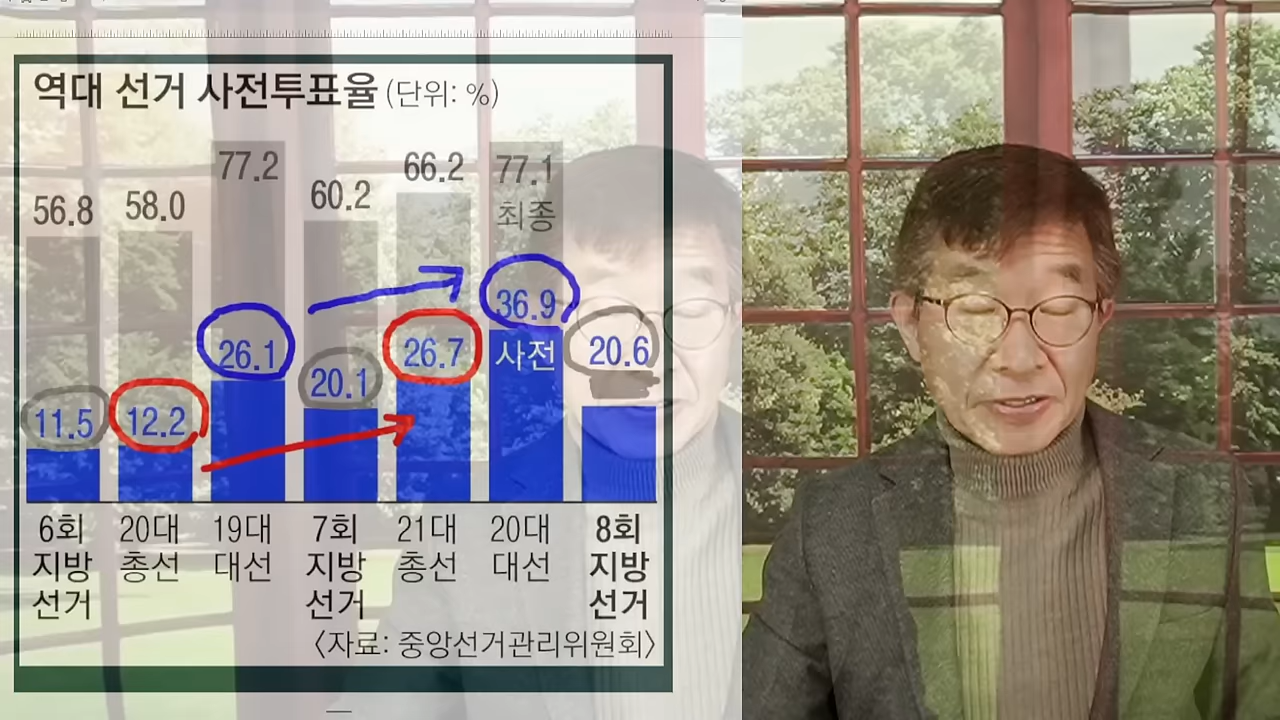 역대 선거 사전투표율 (단위: %)
56.8 58.0 77.2 60.2 66.2 77.1
최종
11.5 12.2 26.1 20.1 26.7 36.9 20.6
사전
6회 지방 선거
20대 총선
19대 대선
7회 지방 선거
21대 총선
20대 대선
8회 지방 선거
〈자료: 중앙선거관리위원회〉